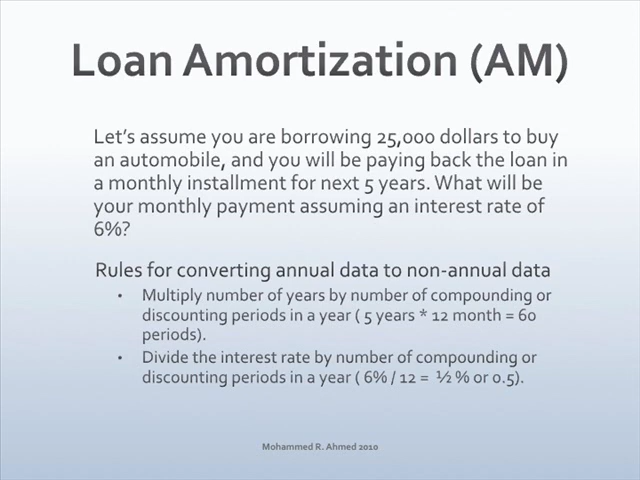 Loan Amortization (AM)
Let's assume you are borrowing 25,000 dollars to buy
an automobile, and you will be paying back the loan in
a monthly installment for next 5 years. What will be
your monthly payment assuming an interest rate of
6%?
Rules for converting annual data to non-annual data
• Multiply number of years by number of compounding or
discounting periods in a year ( 5 years * 12 month = 60
periods).
• Divide the interest rate by number of compounding or
discounting periods in a year ( 6% / 12 = ½ % or 0.5).
Mohammed R. Ahmed 2010